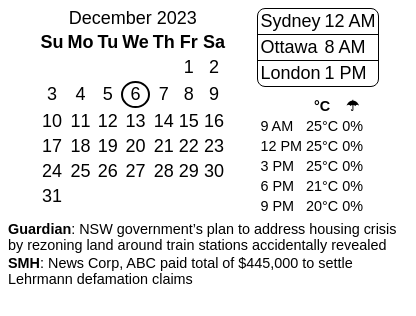 December 2023
Su Mo Tu We Th Fr Sa
1 2
3 4 5 6 7 8 9
10 11 12 13 14 15 16
17 18 19 20 21 22 23
24 25 26 27 28 29 30
31
Sydney 12 AM
Ottawa 8 AM
London 1 PM
°C ☂
9 AM 25°C 0%
12 PM 25°C 0%
3 PM 25°C 0%
6 PM 21°C 0%
9 PM 20°C 0%
Guardian: NSW government's plan to address housing crisis
by rezoning land around train stations accidentally revealed
SMH: News Corp, ABC paid total of $445,000 to settle
Lehrmann defamation claims